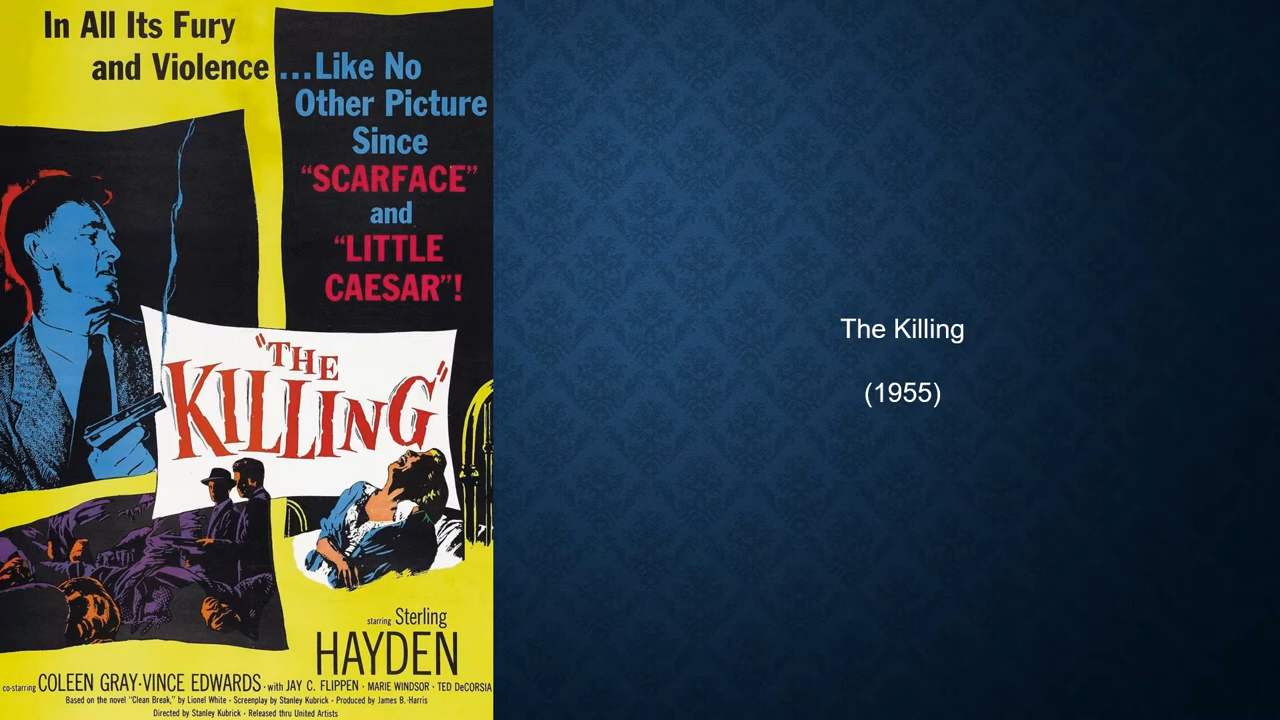 In All Its Fury
and Violence
...Like No
Other Picture
Since
“SCARFACE”
and
“LITTLE
CAESAR”!
"THE
KILLING"
starring Sterling
HAYDEN
co-starring COLEEN GRAY·VINCE EDWARDS · with JAY C. FLIPPEN · MARIE WINDSOR · TED DeCORSIA
Based on the novel "Clean Break," by Lionel White · Screenplay by Stanley Kubrick · Produced by James B. Harris
Directed by Stanley Kubrick · Released thru United Artists
The Killing
(1955)